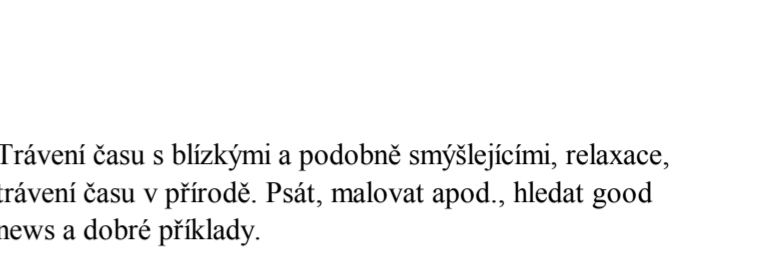 Trávení času s blízkými a podobně smýšlejícími, relaxace,
trávení času v přírodě. Psát, malovat apod., hledat good
news a dobré příklady.